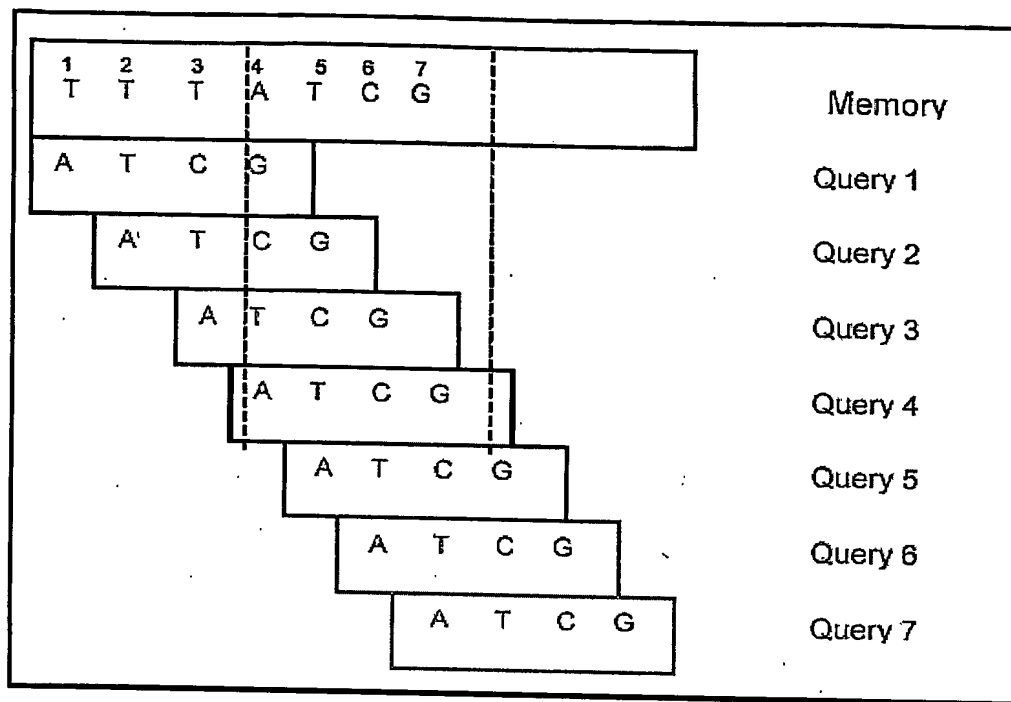 1 2 3 4 5 6 7
T T T A T C G
Memory
A T C G
Query 1
A T C G
Query 2
A T C G
Query 3
A T C G
Query 4
A T C G
Query 5
A T C G
Query 6
A T C G
Query 7